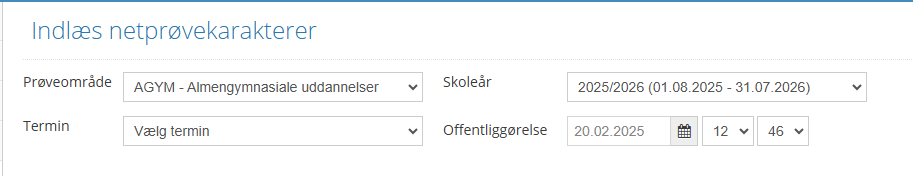 Indlæs netprøvekarakterer
Prøveområde AGYM - Almengymnasiale uddannelser Skoleår 2025/2026 (01.08.2025 - 31.07.2026)
Termin Vælg termin Offentliggørelse 20.02.2025 12 46